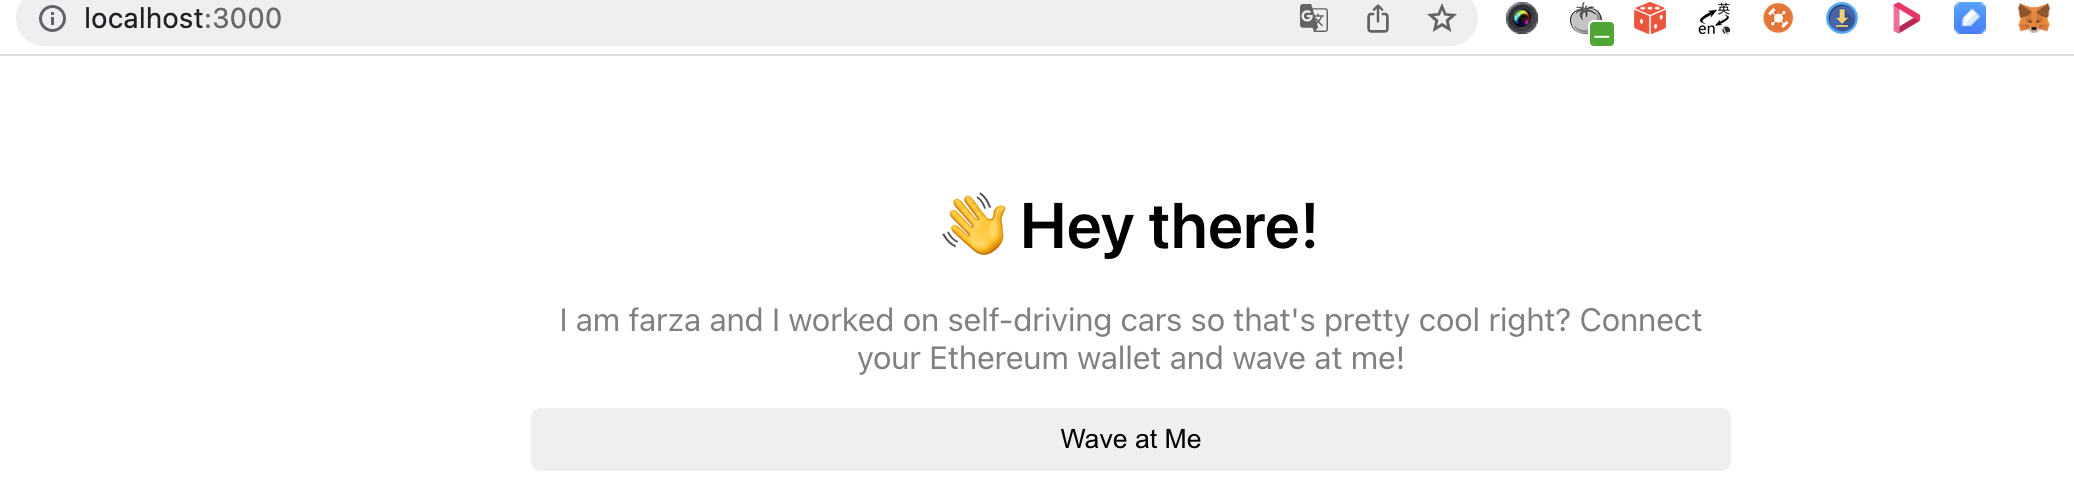 localhost:3000
英
en
👋 Hey there!
I am farza and I worked on self-driving cars so that's pretty cool right? Connect
your Ethereum wallet and wave at me!
Wave at Me